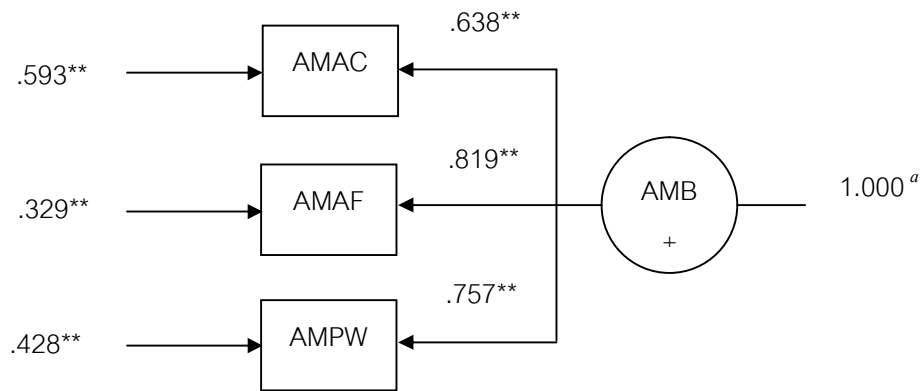 .638**
.593** AMAC
.819**
.329** AMAF AMB 1.000 a
+
.757**
.428** AMPW